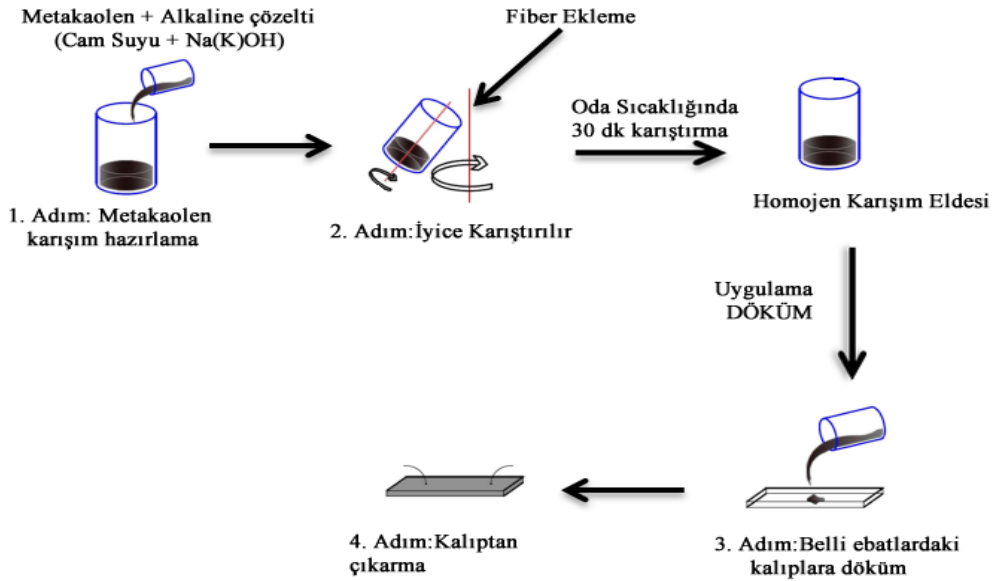 Metakaolen + Alkaline çözelti
(Cam Suyu + Na(K)OH)
1. Adım: Metakaolen
karışım hazırlama
Fiber Ekleme
2. Adım:İyice Karıştırılır
Oda Sıcaklığında
30 dk karıştırma
Homojen Karışım Eldesi
Uygulama
DÖKÜM
3. Adım:Belli ebatlardaki
kalıplara döküm
4. Adım:Kalıptan
çıkarma